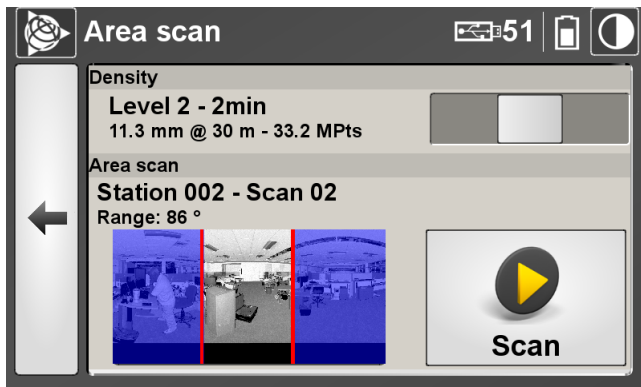 Area scan
51
Density
Level 2 - 2min
11.3 mm @ 30 m - 33.2 MPts
Area scan
Station 002 - Scan 02
Range: 86 °
Scan